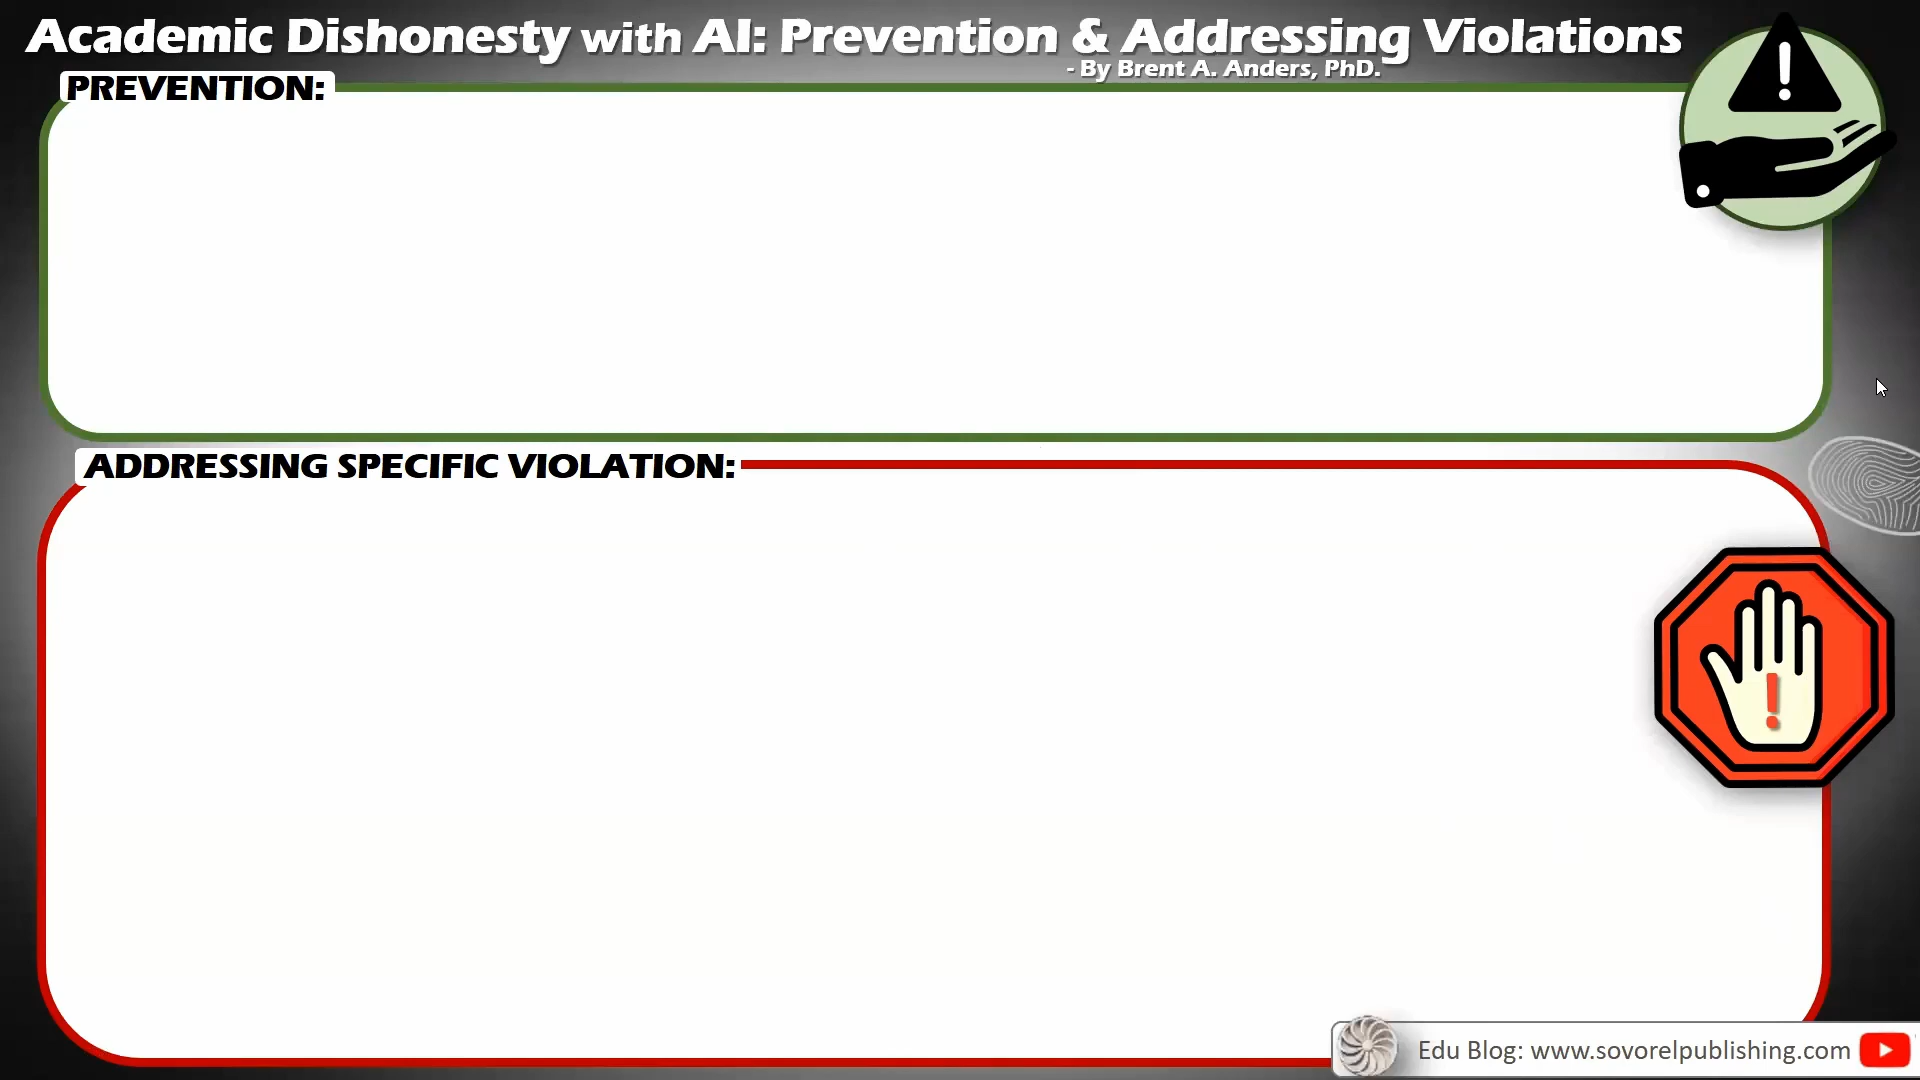 Academic Dishonesty with AI: Prevention & Addressing Violations
- By Brent A. Anders, PhD.
PREVENTION:
ADDRESSING SPECIFIC VIOLATION:
Edu Blog: www.sovorelpublishing.com